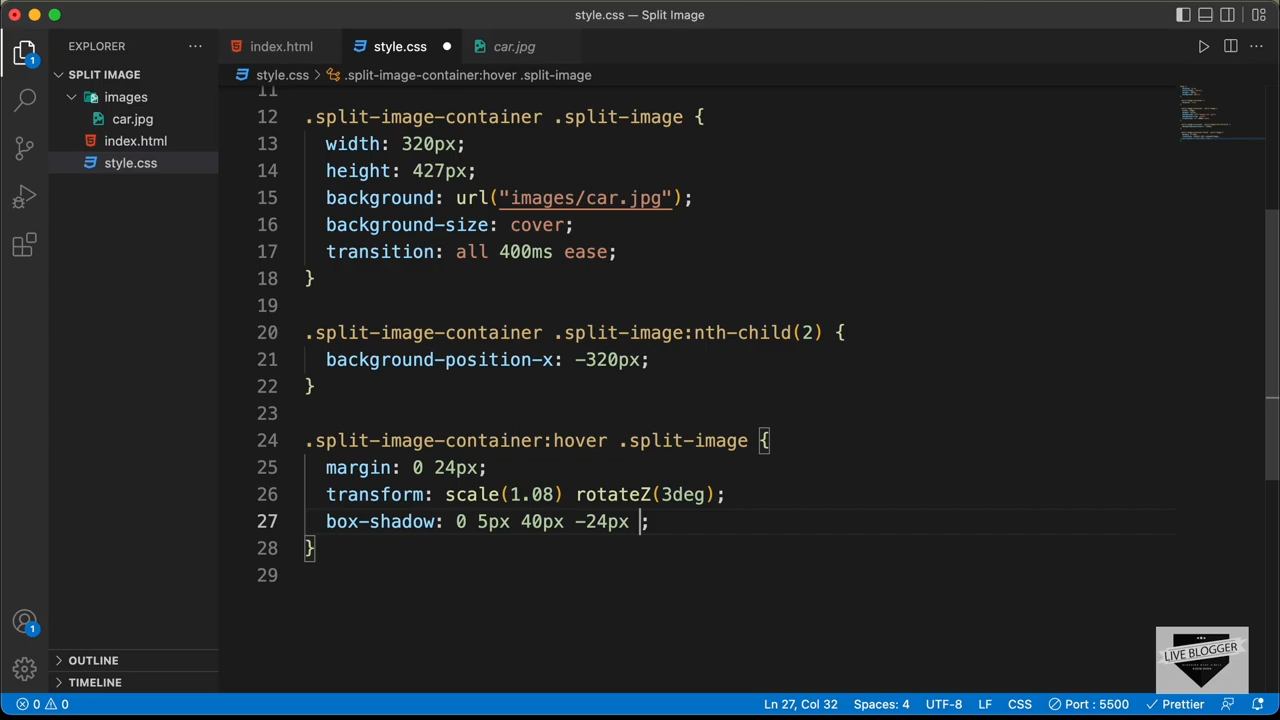 style.css — Split Image
EXPLORER
index.html
style.css
car.jpg
style.css
.split-image-container:hover .split-image
SPLIT IMAGE
images
car.jpg
index.html
style.css
11
12 .split-image-container .split-image {
13 width: 320px;
14 height: 427px;
15 background: url("images/car.jpg");
16 background-size: cover;
17 transition: all 400ms ease;
18 }
19
20 .split-image-container .split-image:nth-child(2) {
21 background-position-x: -320px;
22 }
23
24 .split-image-container:hover .split-image {
25 margin: 0 24px;
26 transform: scale(1.08) rotateZ(3deg);
27 box-shadow: 0 5px 40px -24px ;
28 }
29
1
1
OUTLINE
TIMELINE
LIVE BLOGGER
0 0
Ln 27, Col 32
Spaces: 4
UTF-8
LF
CSS
Port : 5500
Prettier